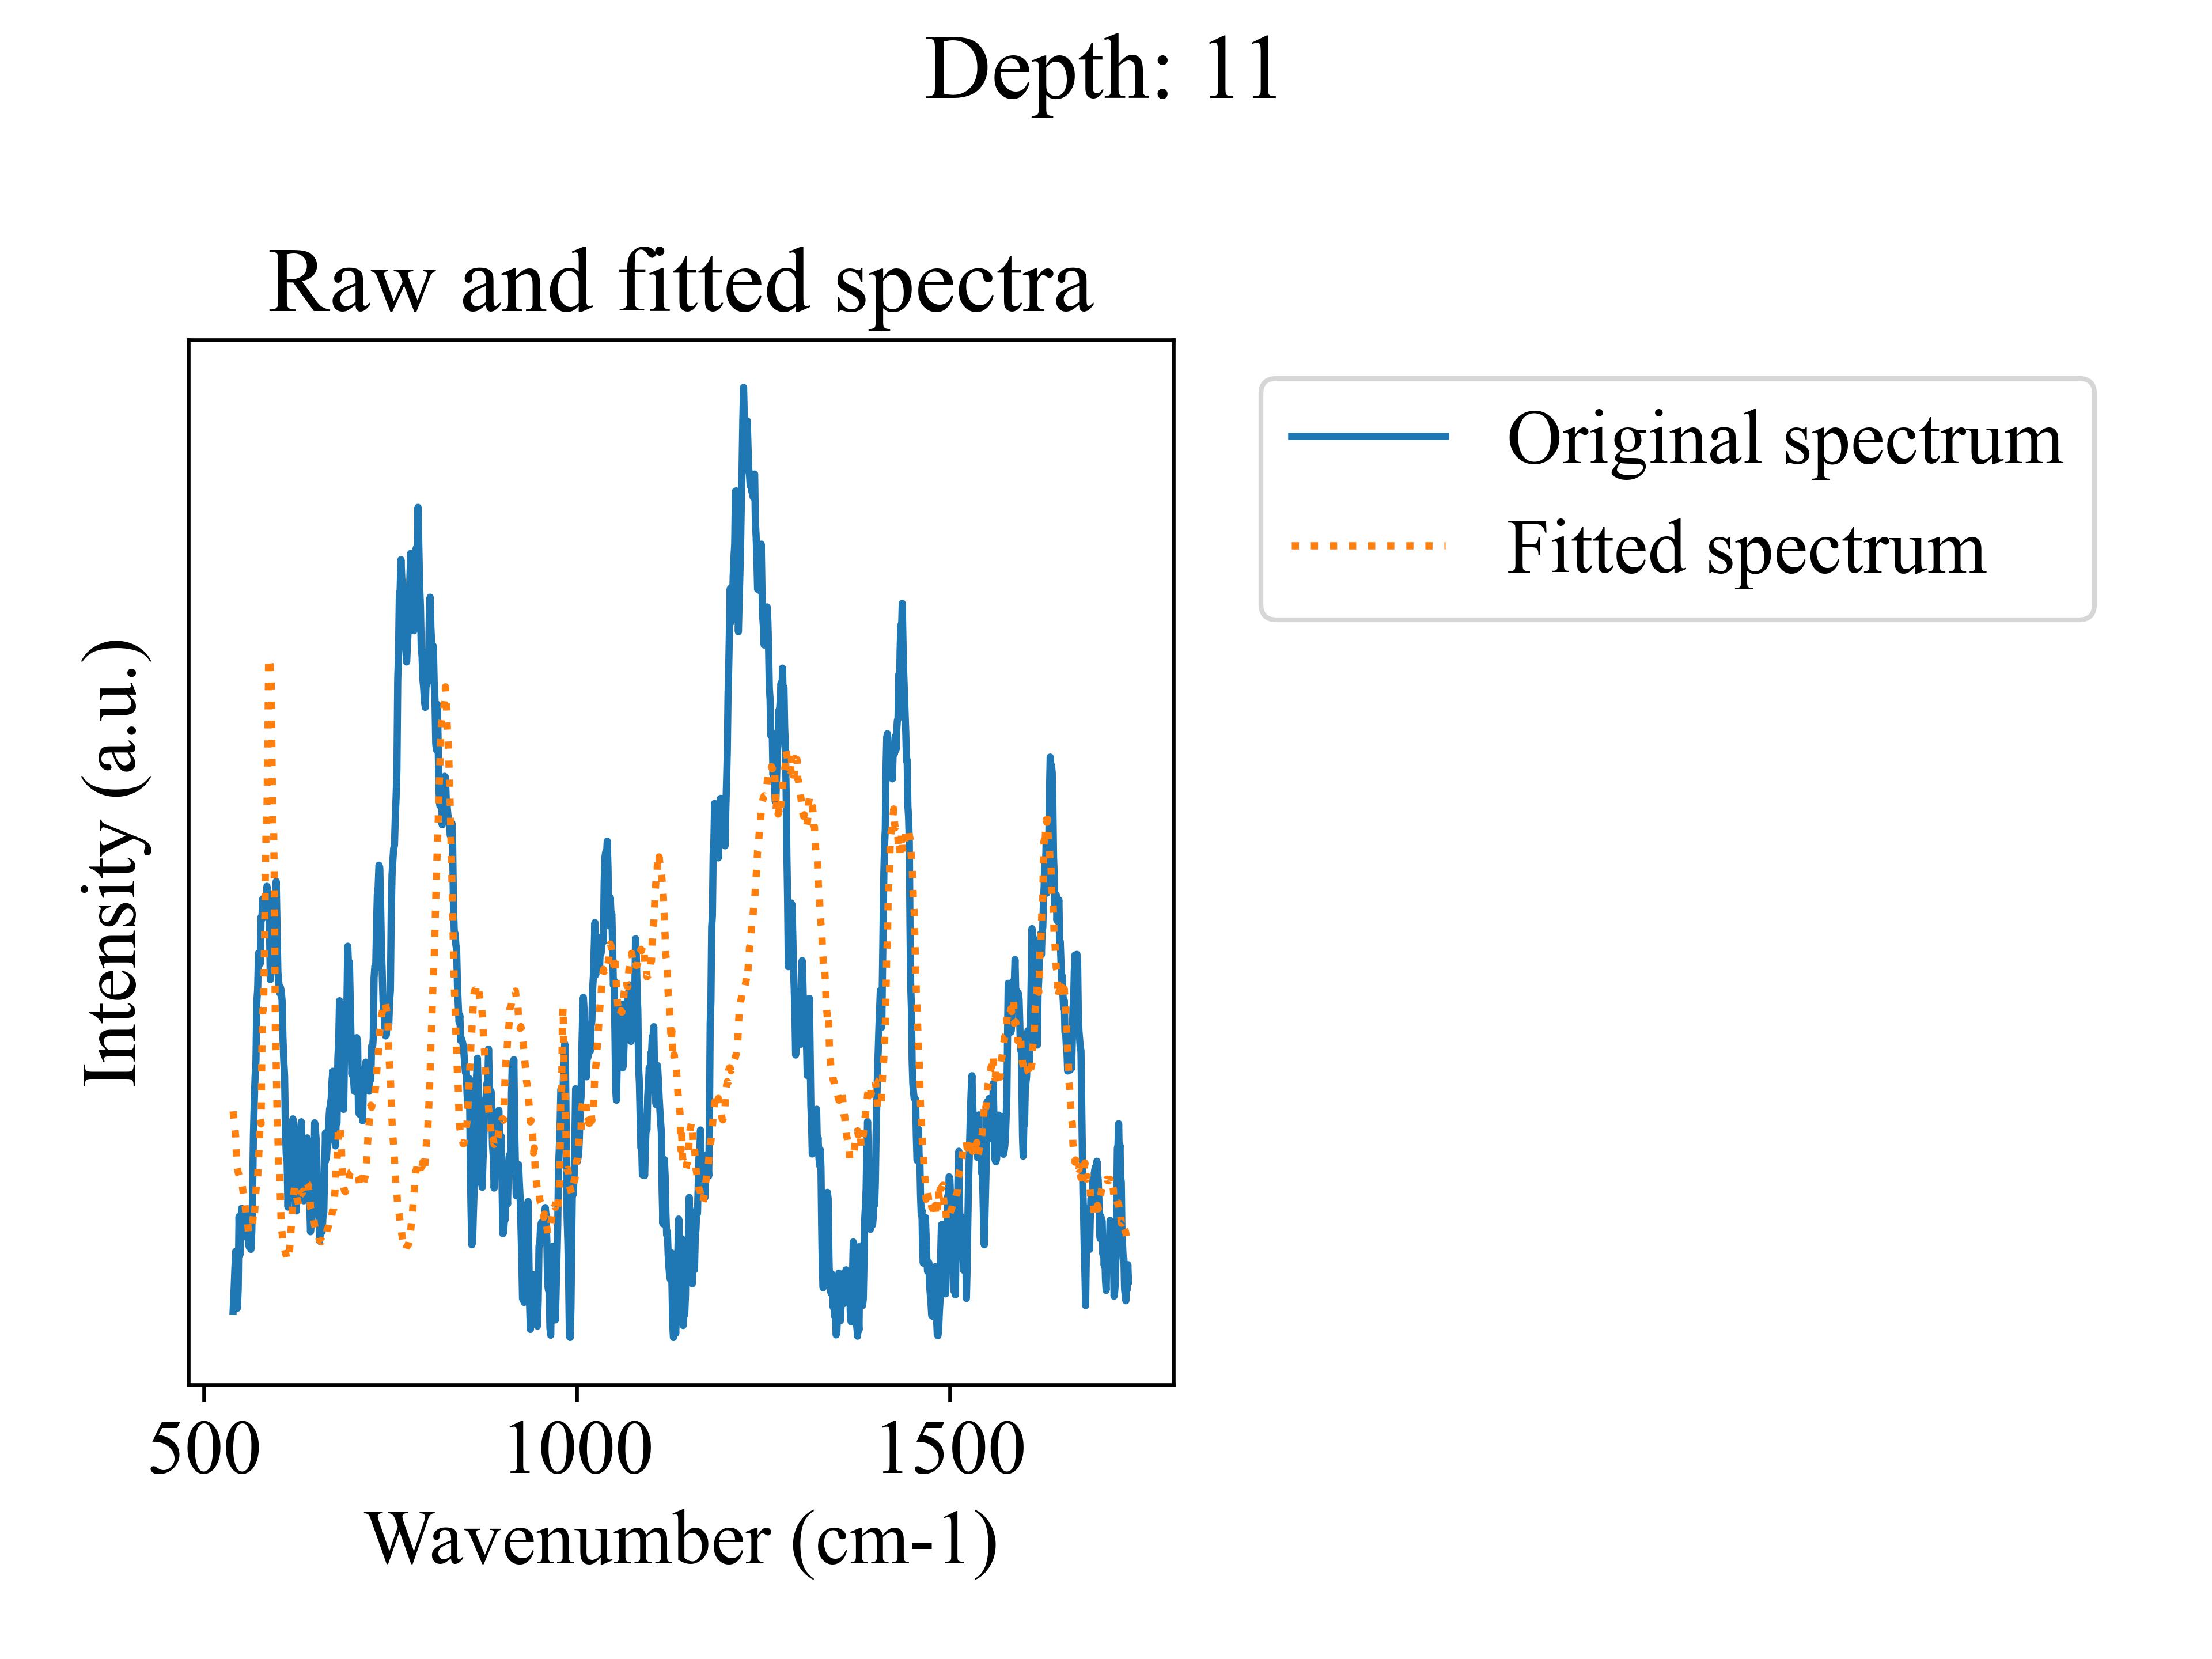 Depth: 11
Raw and fitted spectra
Original spectrum
Fitted spectrum
Intensity (a.u.)
500 1000 1500
Wavenumber (cm-1)